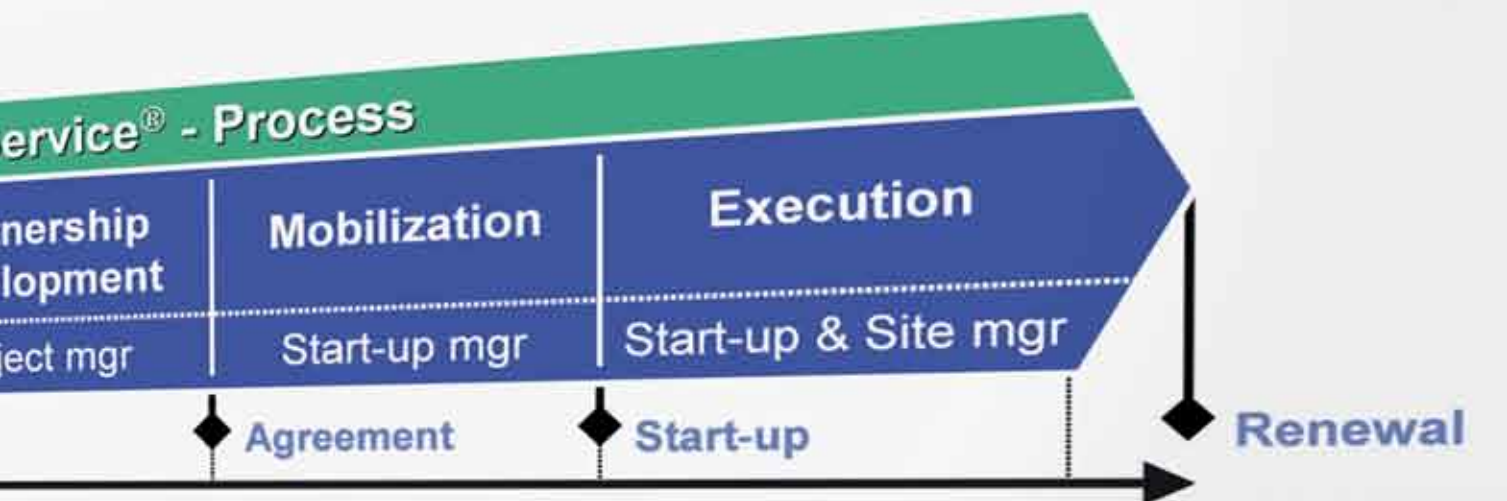 ervice® - Process
nership
lopment
Mobilization
Execution
ject mgr
Start-up mgr
Start-up & Site mgr
Agreement
Start-up
Renewal